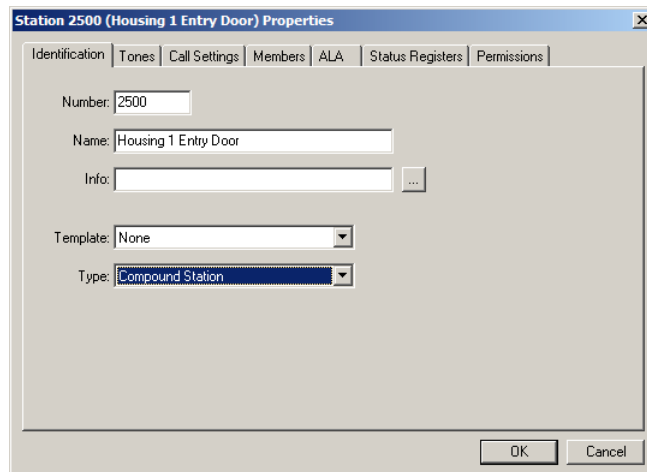 Station 2500 (Housing 1 Entry Door) Properties
Identification Tones Call Settings Members ALA Status Registers Permissions
Number: 2500
Name: Housing 1 Entry Door
Info: ...
Template: None
Type: Compound Station
OK Cancel